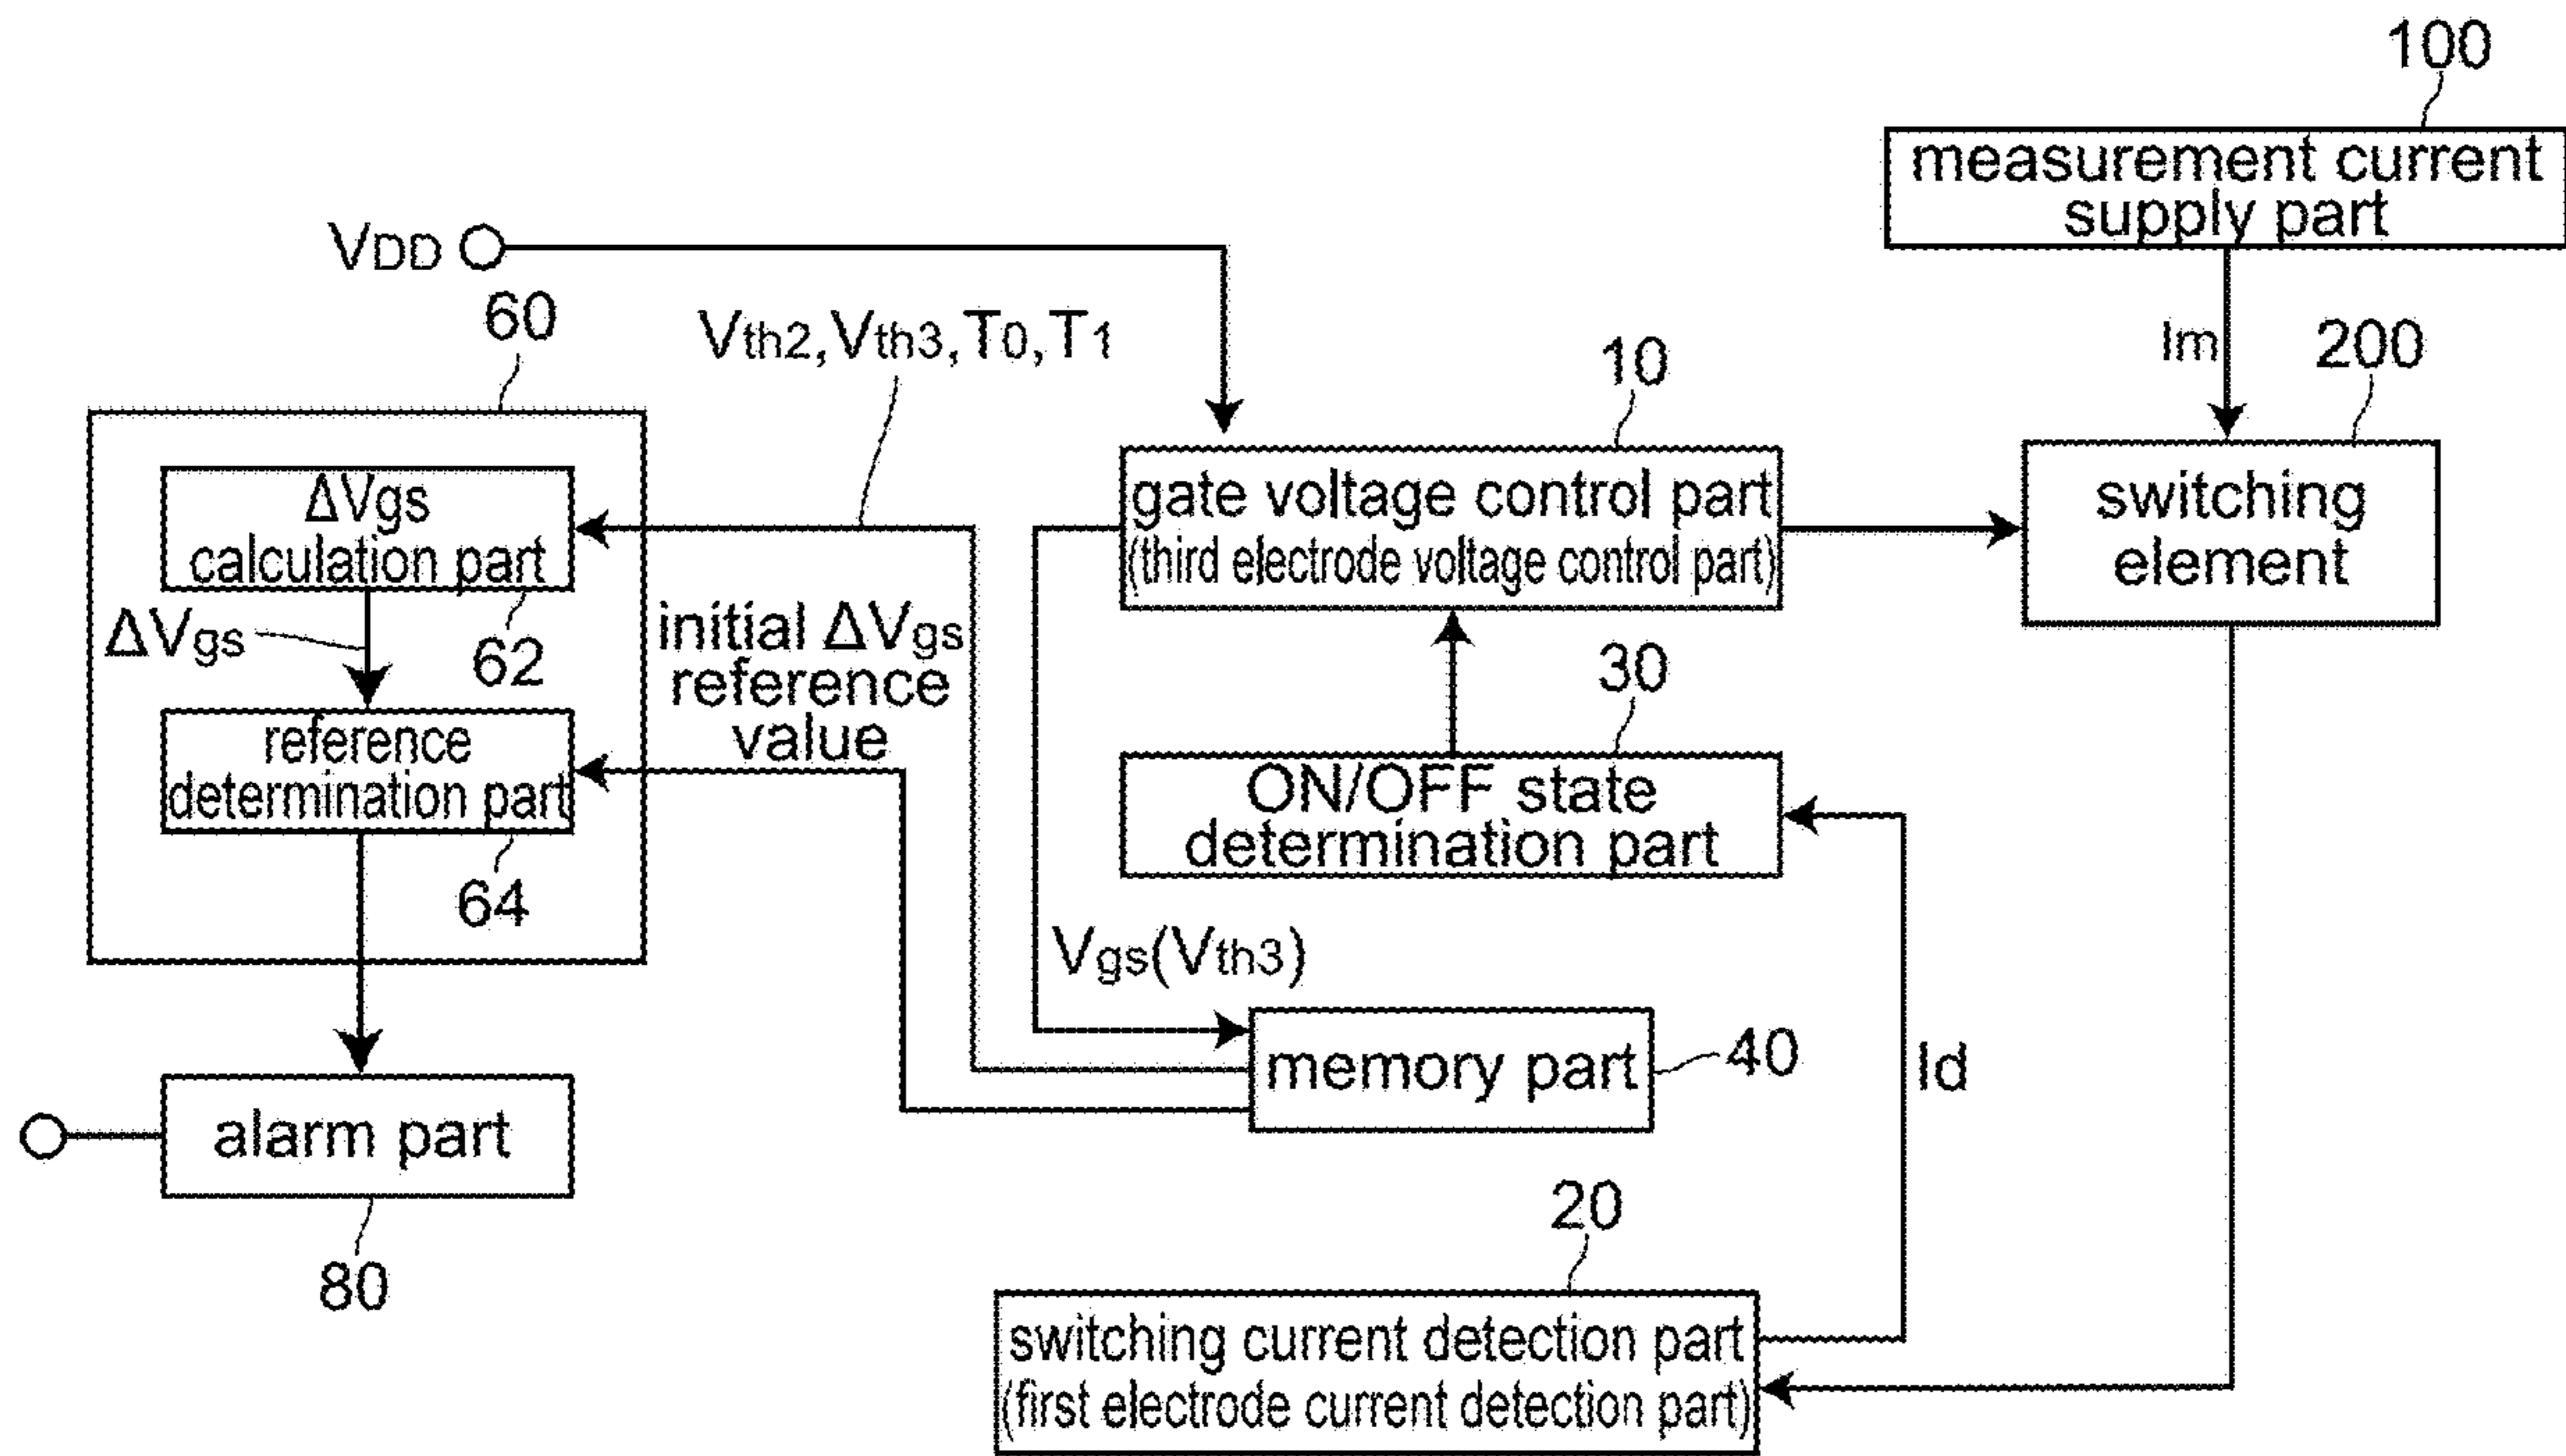 100
measurement current
supply part
VDD
60
Vth2,Vth3,T0,T1
10
Im
200
ΔVgs
calculation part
gate voltage control part
(third electrode voltage control part)
switching
element
ΔVgs
62
initial ΔVgs
reference
value
30
reference
determination part
ON/OFF state
determination part
64
Vgs(Vth3)
memory part
40
Id
alarm part
80
20
switching current detection part
(first electrode current detection part)